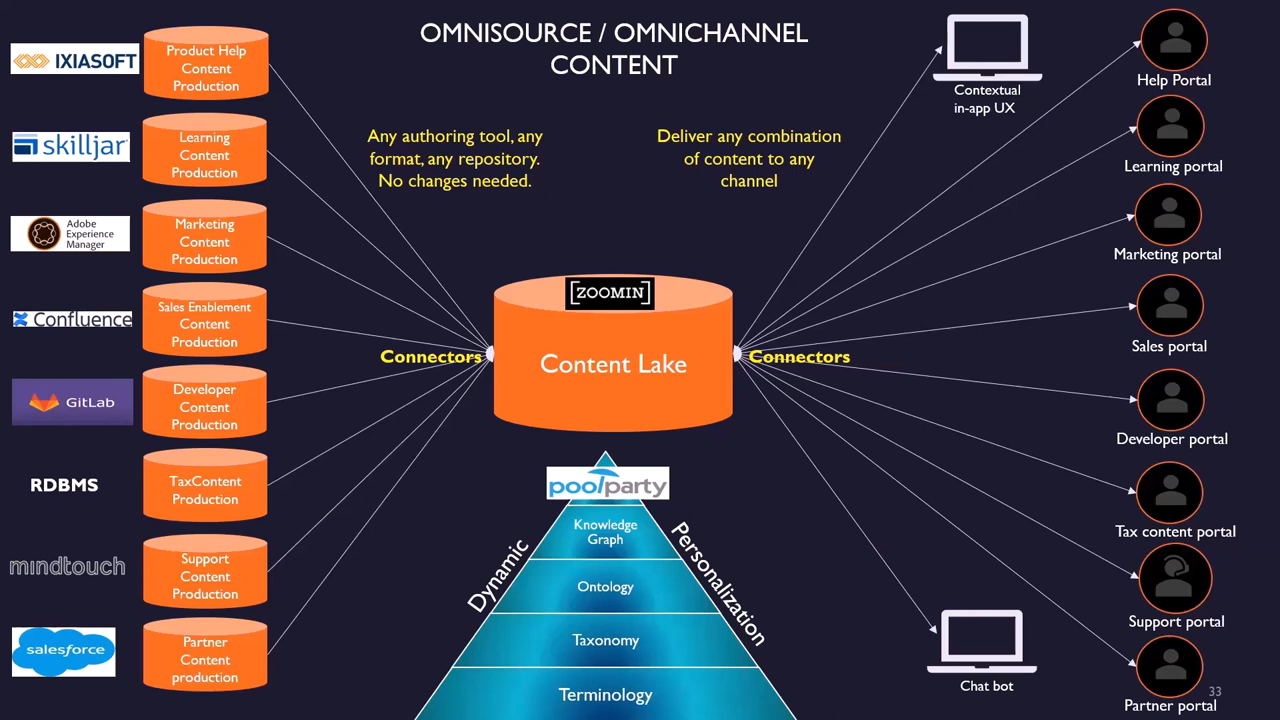 OMNISOURCE / OMNICHANNEL
CONTENT
IXIASOFT
Product Help
Content
Production
skilljar
Learning
Content
Production
Adobe
Experience
Manager
Marketing
Content
Production
Confluence
Sales Enablement
Content
Production
GitLab
Developer
Content
Production
RDBMS
TaxContent
Production
mindtouch
Support
Content
Production
salesforce
Partner
Content
production
Any authoring tool, any
format, any repository.
No changes needed.
Deliver any combination
of content to any
channel
Connectors
[ZOOMIN]
Content Lake
Connectors
poolparty
Dynamic
Personalization
Knowledge
Graph
Ontology
Taxonomy
Terminology
Contextual
in-app UX
Chat bot
Help Portal
Learning portal
Marketing portal
Sales portal
Developer portal
Tax content portal
Support portal
Partner portal
33